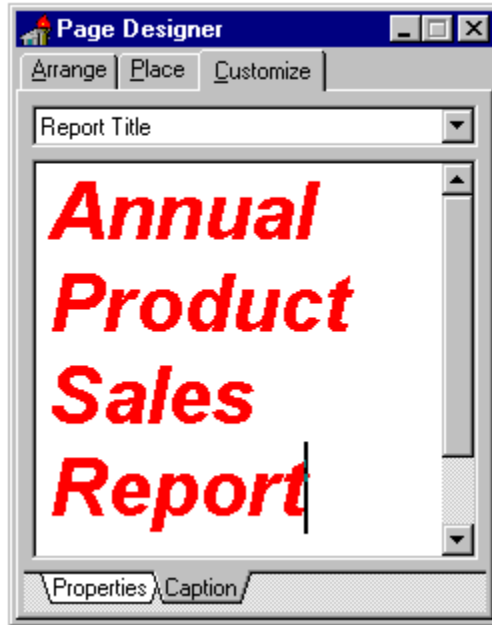 Page Designer
Arrange Place Customize
Report Title
Annual
Product
Sales
Report
Properties Caption